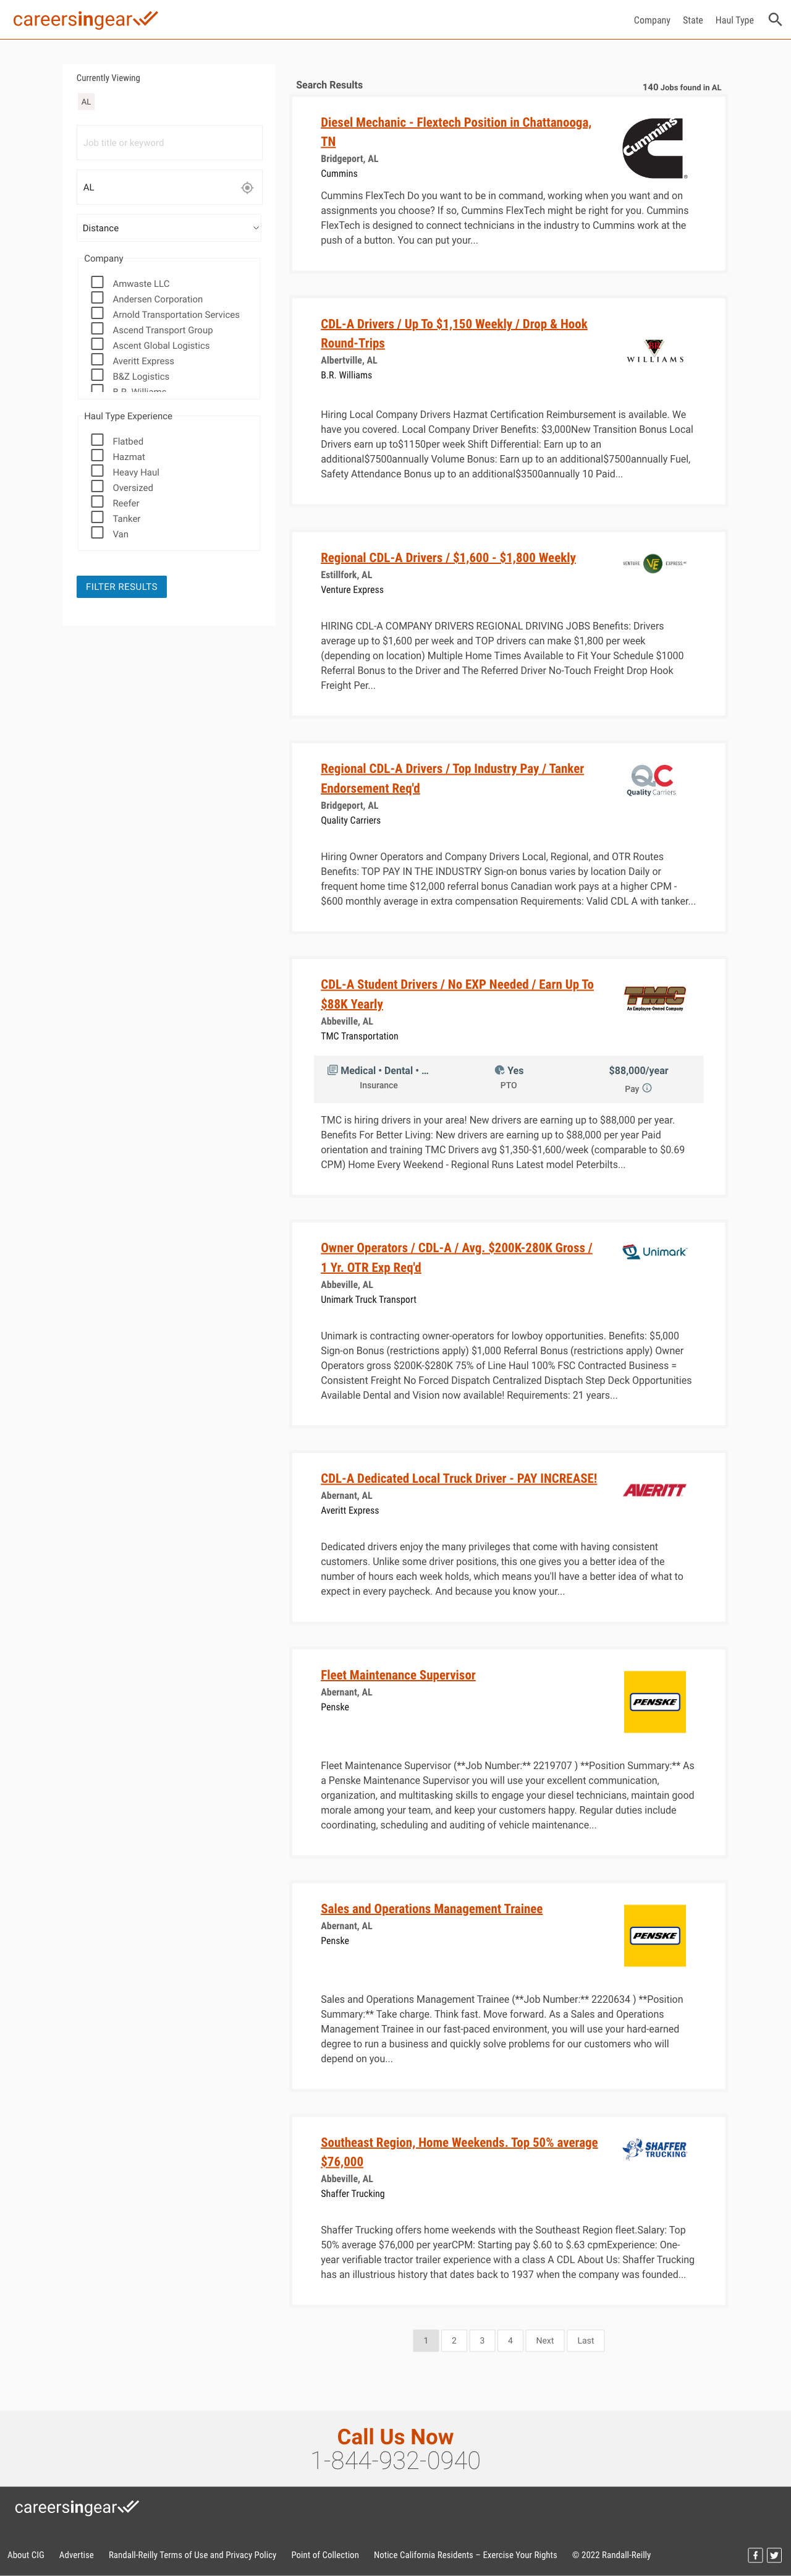 careersingear
Company State Haul Type
Currently Viewing
AL
Job title or keyword
AL
Distance
Company
Amwaste LLC
Andersen Corporation
Arnold Transportation Services
Ascend Transport Group
Ascent Global Logistics
Averitt Express
B&Z Logistics
B.R. Williams
Haul Type Experience
Flatbed
Hazmat
Heavy Haul
Oversized
Reefer
Tanker
Van
FILTER RESULTS
Search Results
140 Jobs found in AL
Diesel Mechanic - Flextech Position in Chattanooga,
TN
Bridgeport, AL
Cummins
Cummins
Cummins FlexTech Do you want to be in command, working when you want and on
assignments you choose? If so, Cummins FlexTech might be right for you. Cummins
FlexTech is designed to connect technicians in the industry to Cummins work at the
push of a button. You can put your...
CDL-A Drivers / Up To $1,150 Weekly / Drop & Hook
Round-Trips
Albertville, AL
B.R. Williams
WILLIAMS
Hiring Local Company Drivers Hazmat Certification Reimbursement is available. We
have you covered. Local Company Driver Benefits: $3,000New Transition Bonus Local
Drivers earn up to$1150per week Shift Differential: Earn up to an
additional$7500annually Volume Bonus: Earn up to an additional$7500annually Fuel,
Safety Attendance Bonus up to an additional$3500annually 10 Paid...
Regional CDL-A Drivers / $1,600 - $1,800 Weekly
Estillfork, AL
Venture Express
VENTURE VE EXPRESS
HIRING CDL-A COMPANY DRIVERS REGIONAL DRIVING JOBS Benefits: Drivers
average up to $1,600 per week and TOP drivers can make $1,800 per week
(depending on location) Multiple Home Times Available to Fit Your Schedule $1000
Referral Bonus to the Driver and The Referred Driver No-Touch Freight Drop Hook
Freight Per...
Regional CDL-A Drivers / Top Industry Pay / Tanker
Endorsement Req'd
Bridgeport, AL
Quality Carriers
QC
Quality Carriers
Hiring Owner Operators and Company Drivers Local, Regional, and OTR Routes
Benefits: TOP PAY IN THE INDUSTRY Sign-on bonus varies by location Daily or
frequent home time $12,000 referral bonus Canadian work pays at a higher CPM -
$600 monthly average in extra compensation Requirements: Valid CDL A with tanker...
CDL-A Student Drivers / No EXP Needed / Earn Up To
$88K Yearly
Abbeville, AL
TMC Transportation
TMC
An Employee-Owned Company
Medical • Dental • ...
Insurance
Yes
PTO
$88,000/year
Pay
TMC is hiring drivers in your area! New drivers are earning up to $88,000 per year.
Benefits For Better Living: New drivers are earning up to $88,000 per year Paid
orientation and training TMC Drivers avg $1,350-$1,600/week (comparable to $0.69
CPM) Home Every Weekend - Regional Runs Latest model Peterbilts...
Owner Operators / CDL-A / Avg. $200K-280K Gross /
1 Yr. OTR Exp Req'd
Abbeville, AL
Unimark Truck Transport
Unimark
Unimark is contracting owner-operators for lowboy opportunities. Benefits: $5,000
Sign-on Bonus (restrictions apply) $1,000 Referral Bonus (restrictions apply) Owner
Operators gross $200K-$280K 75% of Line Haul 100% FSC Contracted Business =
Consistent Freight No Forced Dispatch Centralized Disptach Step Deck Opportunities
Available Dental and Vision now available! Requirements: 21 years...
CDL-A Dedicated Local Truck Driver - PAY INCREASE!
Abernant, AL
Averitt Express
AVERITT
Dedicated drivers enjoy the many privileges that come with having consistent
customers. Unlike some driver positions, this one gives you a better idea of the
number of hours each week holds, which means you'll have a better idea of what to
expect in every paycheck. And because you know your...
Fleet Maintenance Supervisor
Abernant, AL
Penske
PENSKE
Fleet Maintenance Supervisor (**Job Number:** 2219707 ) **Position Summary:** As
a Penske Maintenance Supervisor you will use your excellent communication,
organization, and multitasking skills to engage your diesel technicians, maintain good
morale among your team, and keep your customers happy. Regular duties include
coordinating, scheduling and auditing of vehicle maintenance...
Sales and Operations Management Trainee
Abernant, AL
Penske
PENSKE
Sales and Operations Management Trainee (**Job Number:** 2220634 ) **Position
Summary:** Take charge. Think fast. Move forward. As a Sales and Operations
Management Trainee in our fast-paced environment, you will use your hard-earned
degree to run a business and quickly solve problems for our customers who will
depend on you...
Southeast Region, Home Weekends. Top 50% average
$76,000
Abbeville, AL
Shaffer Trucking
SHAFFER
TRUCKING
Shaffer Trucking offers home weekends with the Southeast Region fleet.Salary: Top
50% average $76,000 per yearCPM: Starting pay $.60 to $.63 cpmExperience: One-
year verifiable tractor trailer experience with a class A CDL About Us: Shaffer Trucking
has an illustrious history that dates back to 1937 when the company was founded...
1 2 3 4 Next Last
Call Us Now
1-844-932-0940
careersingear
About CIG Advertise Randall-Reilly Terms of Use and Privacy Policy Point of Collection Notice California Residents – Exercise Your Rights © 2022 Randall-Reilly